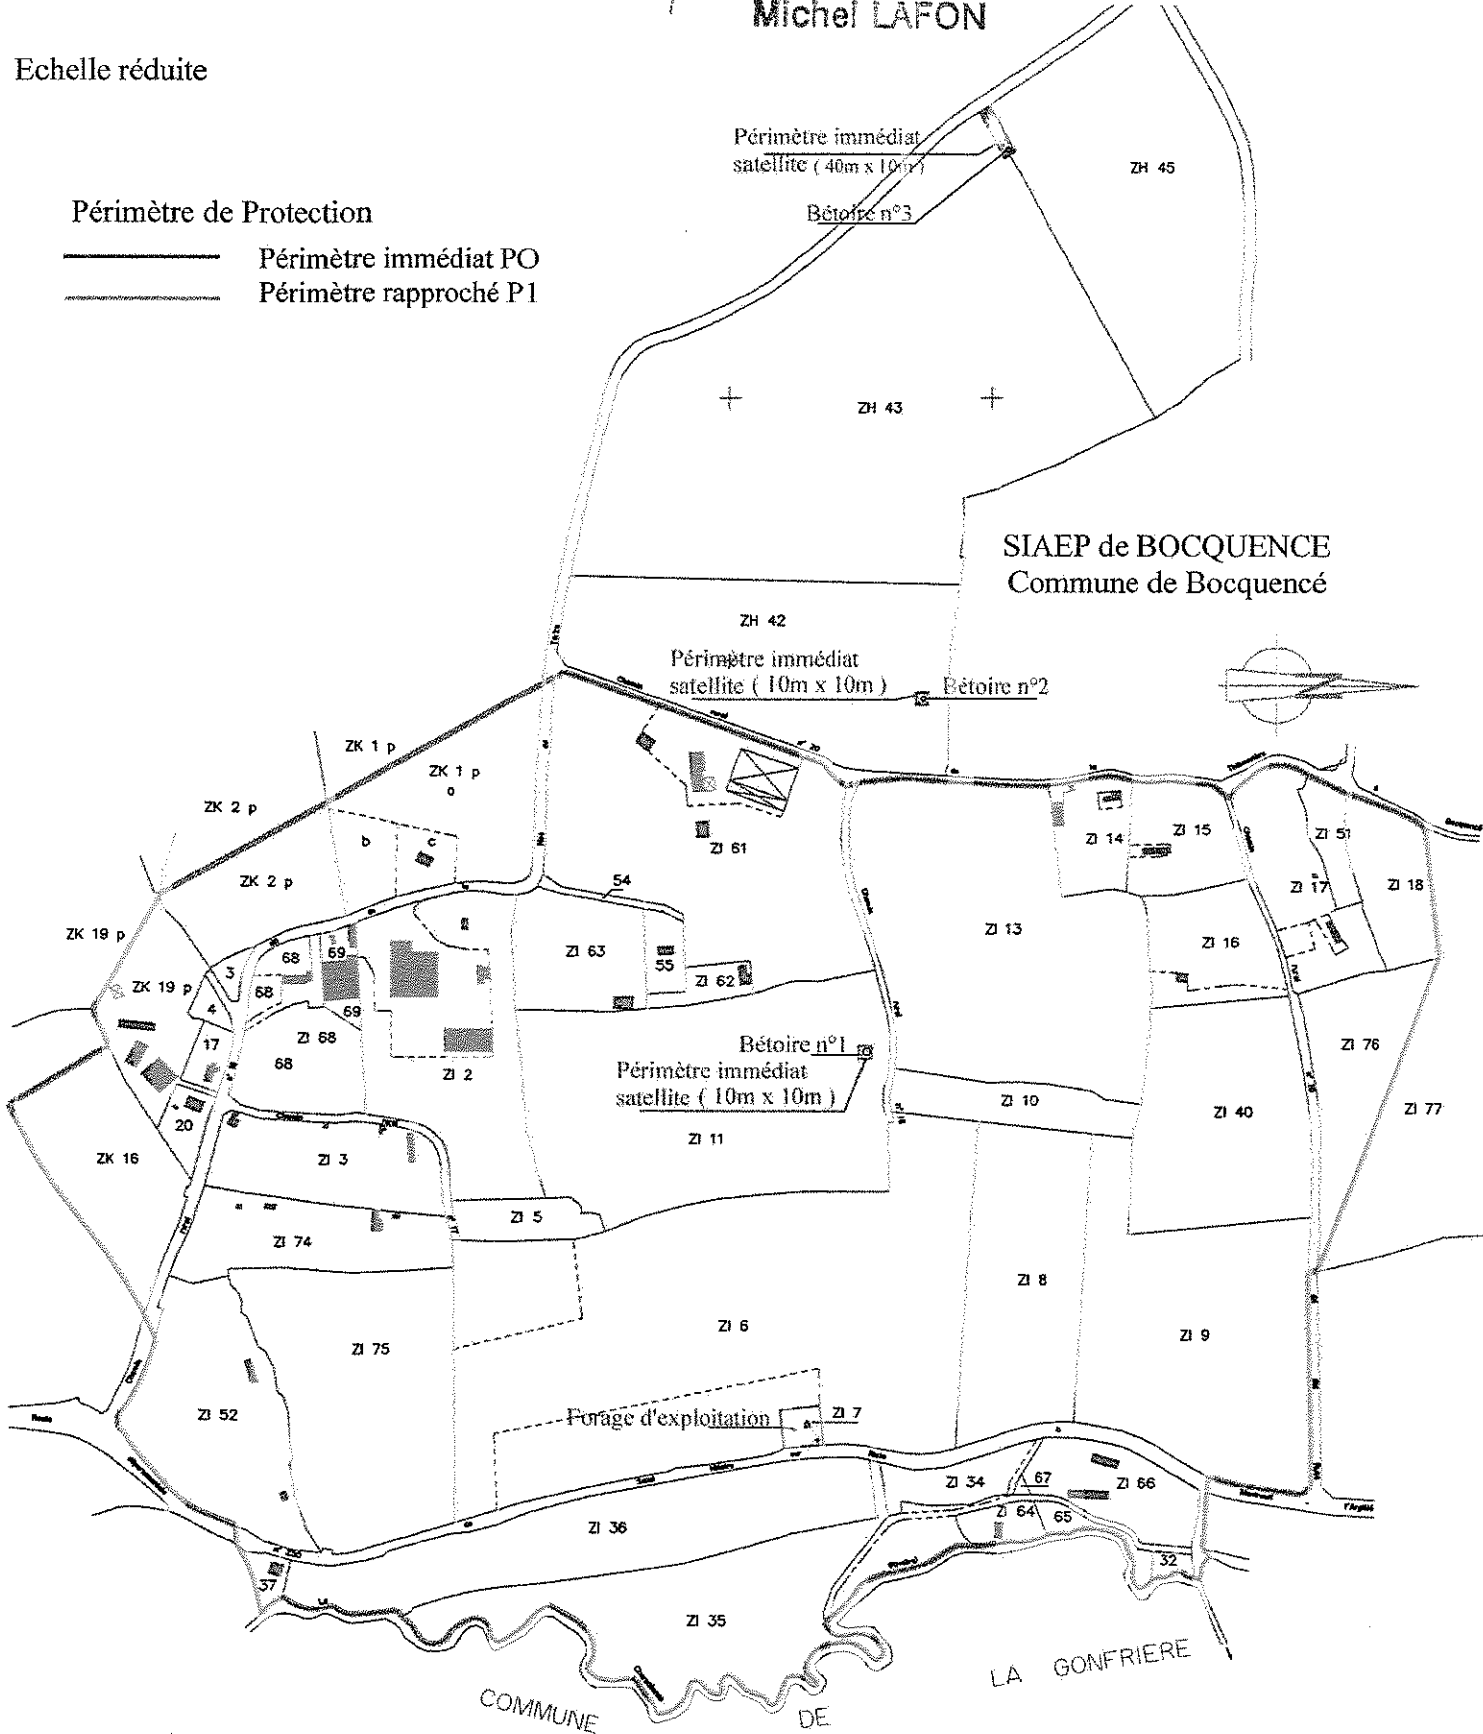 Michel LAFON
Echelle réduite
Périmètre immédiat
satellite ( 40m x 10m )
ZH 45
Bétoire n°3
Périmètre de Protection
Périmètre immédiat PO
Périmètre rapproché P1
ZH 43
SIAEP de BOCQUENCE
Commune de Bocquencé
ZH 42
Périmètre immédiat
satellite ( 10m x 10m )
Bétoire n°2
Chemin
rural
n° 20
ZK 1 p
ZK 1 p
ZK 2 p
b
c
ZI 61
ZI 14
ZI 15
ZI 51
ZI 17
ZI 18
ZK 2 p
54
ZK 19 p
ZI 13
ZI 16
68
69
ZI 63
55
ZI 62
3
ZK 19 p
68
4
69
17
ZI 68
68
ZI 2
Bétoire n°1
Périmètre immédiat
satellite ( 10m x 10m )
ZI 76
ZI 10
ZI 40
ZI 77
20
ZI 11
ZK 16
ZI 3
ZI 5
ZI 74
ZI 8
ZI 6
ZI 9
ZI 75
ZI 52
Forage d'exploitation
ZI 7
Route
ZI 34
67
ZI 66
ZI 64
65
ZI 36
32
37
ZI 35
COMMUNE DE LA GONFRIERE